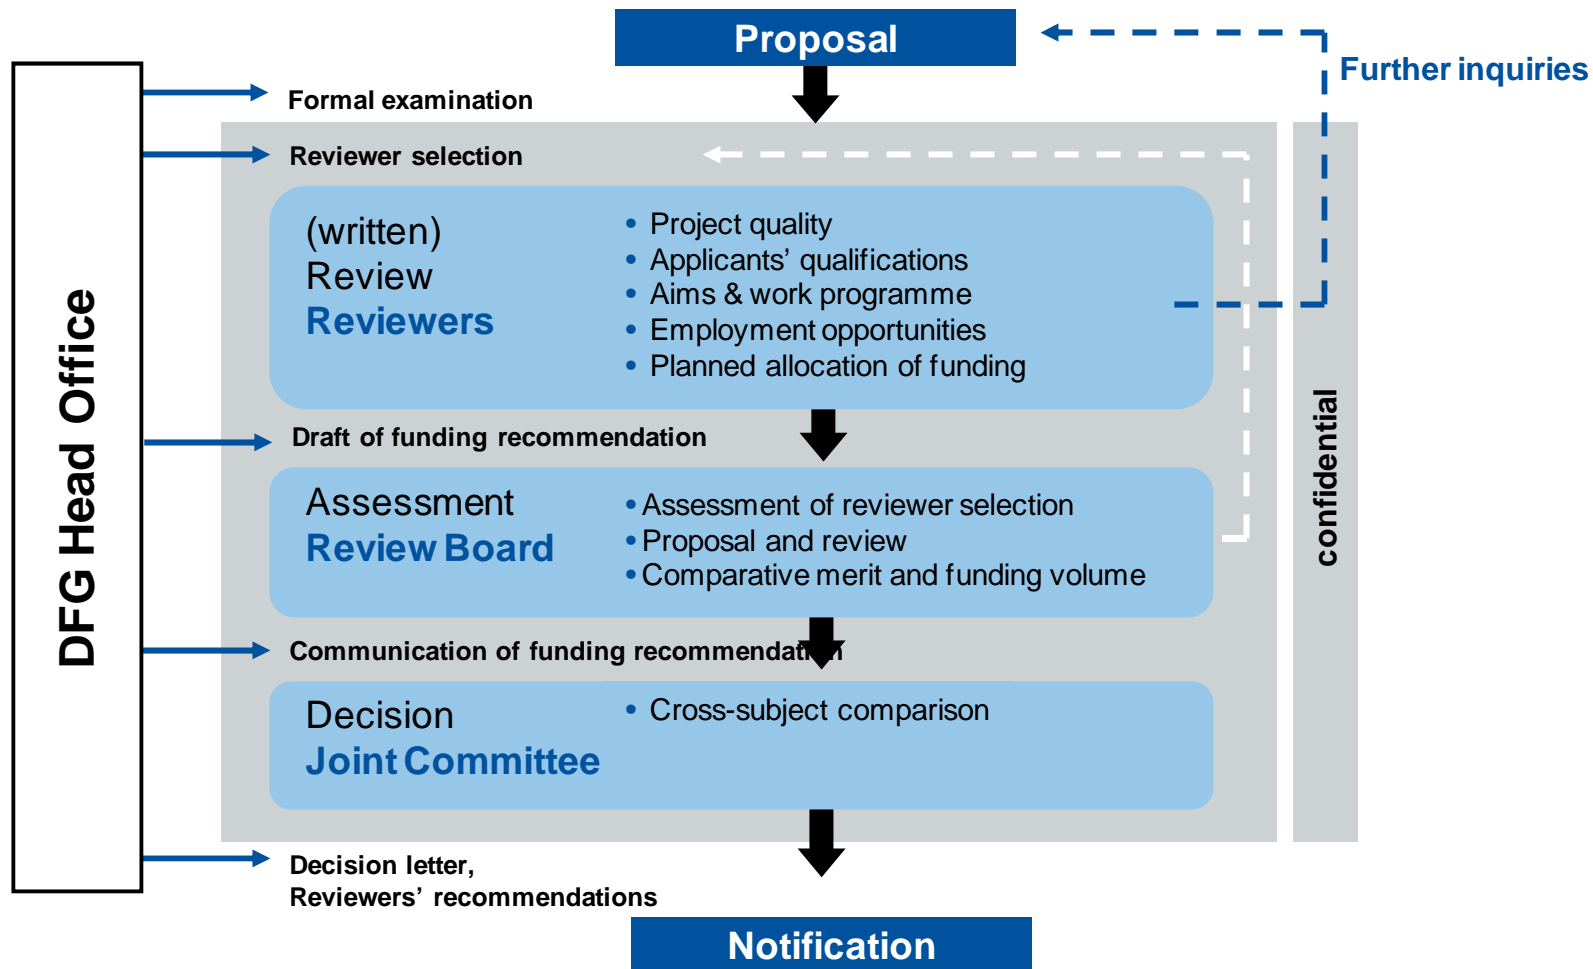 Proposal
Further inquiries
DFG Head Office
Formal examination
Reviewer selection
(written)
Review
Reviewers
• Project quality
• Applicants’ qualifications
• Aims & work programme
• Employment opportunities
• Planned allocation of funding
Draft of funding recommendation
Assessment
Review Board
• Assessment of reviewer selection
• Proposal and review
• Comparative merit and funding volume
confidential
Communication of funding recommendation
Decision
Joint Committee
• Cross-subject comparison
Decision letter,
Reviewers’ recommendations
Notification